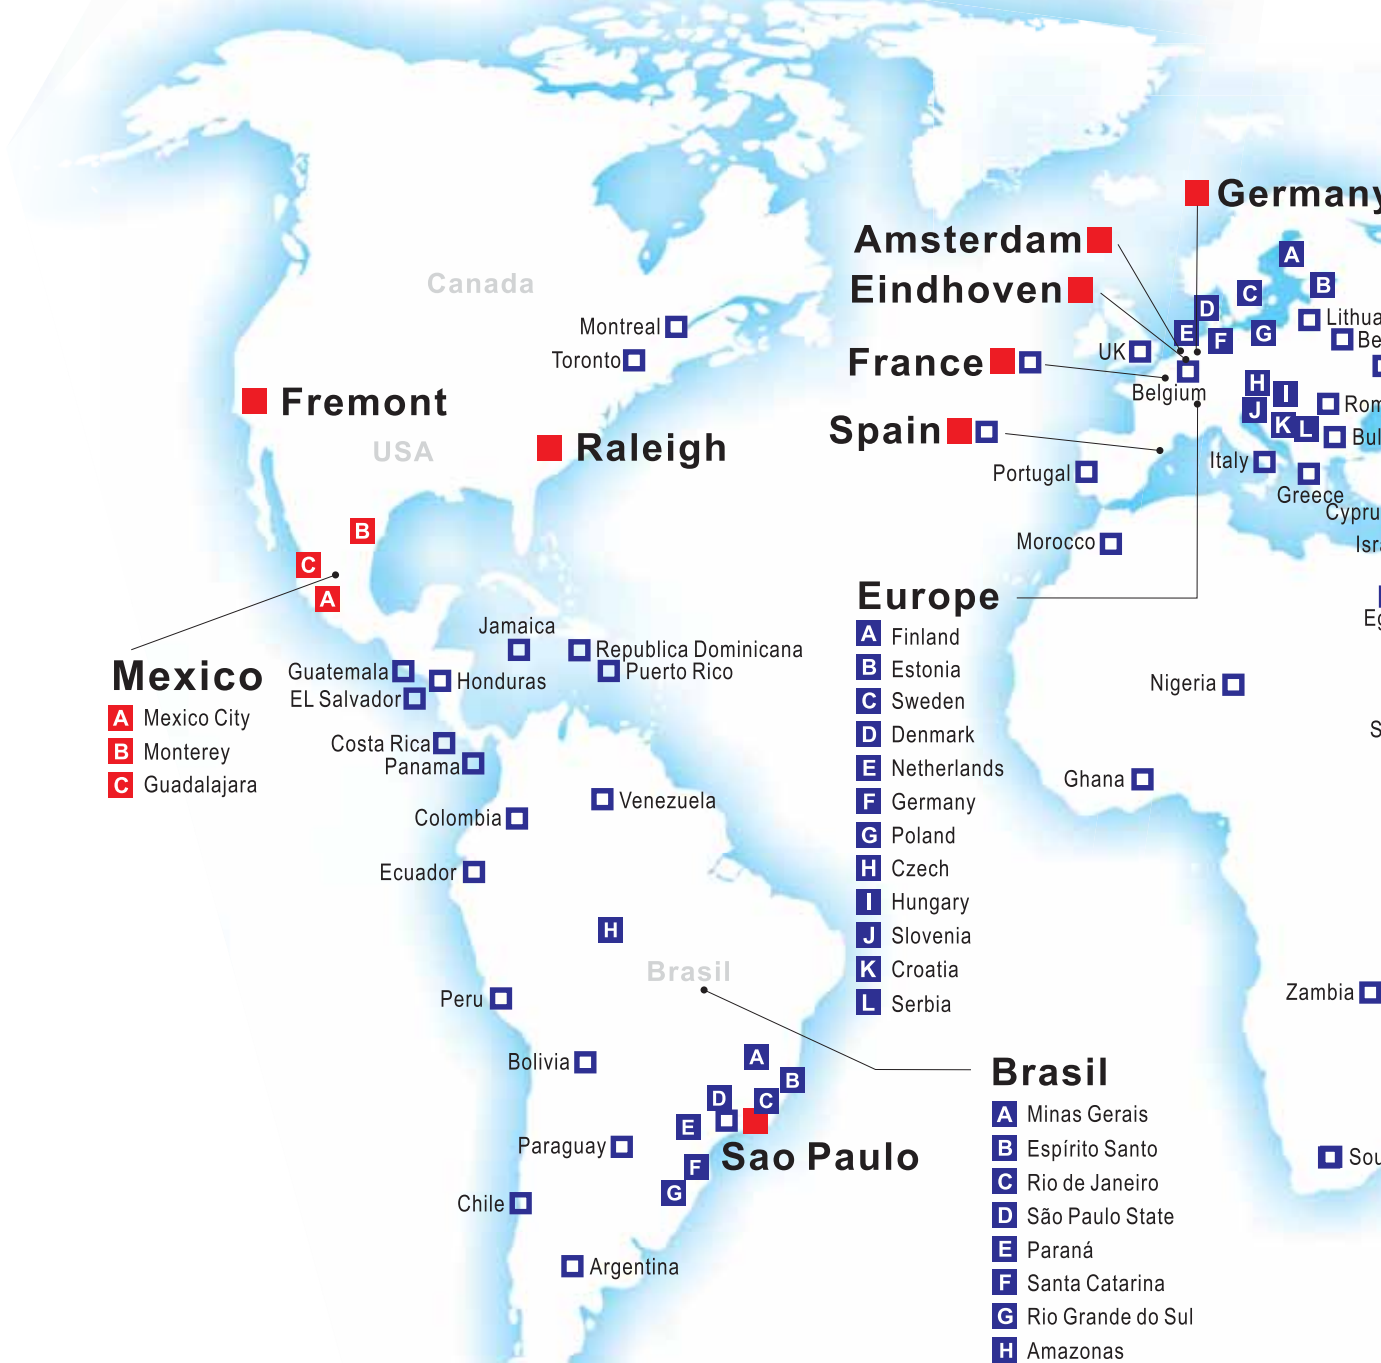 Germany
Amsterdam
A
Eindhoven
B
C
Canada
D
Montreal
E
G
F
Toronto
UK
France
Belgium
H
I
J
Fremont
K
L
Spain
USA
Raleigh
Italy
Portugal
Greece
B
Morocco
C
A
Europe
Jamaica
A Finland
Republica Dominicana
B Estonia
Guatemala
Puerto Rico
Mexico
Honduras
EL Salvador
Nigeria
C Sweden
A Mexico City
D Denmark
Costa Rica
B Monterey
Panama
E Netherlands
C Guadalajara
Ghana
Venezuela
F Germany
Colombia
G Poland
Ecuador
H Czech
I Hungary
H
J Slovenia
Brasil
K Croatia
Peru
L Serbia
Zambia
A
Bolivia
Brasil
B
D
C
A Minas Gerais
E
Paraguay
B Espírito Santo
Sao Paulo
F
C Rio de Janeiro
G
Chile
D São Paulo State
E Paraná
Argentina
F Santa Catarina
G Rio Grande do Sul
H Amazonas